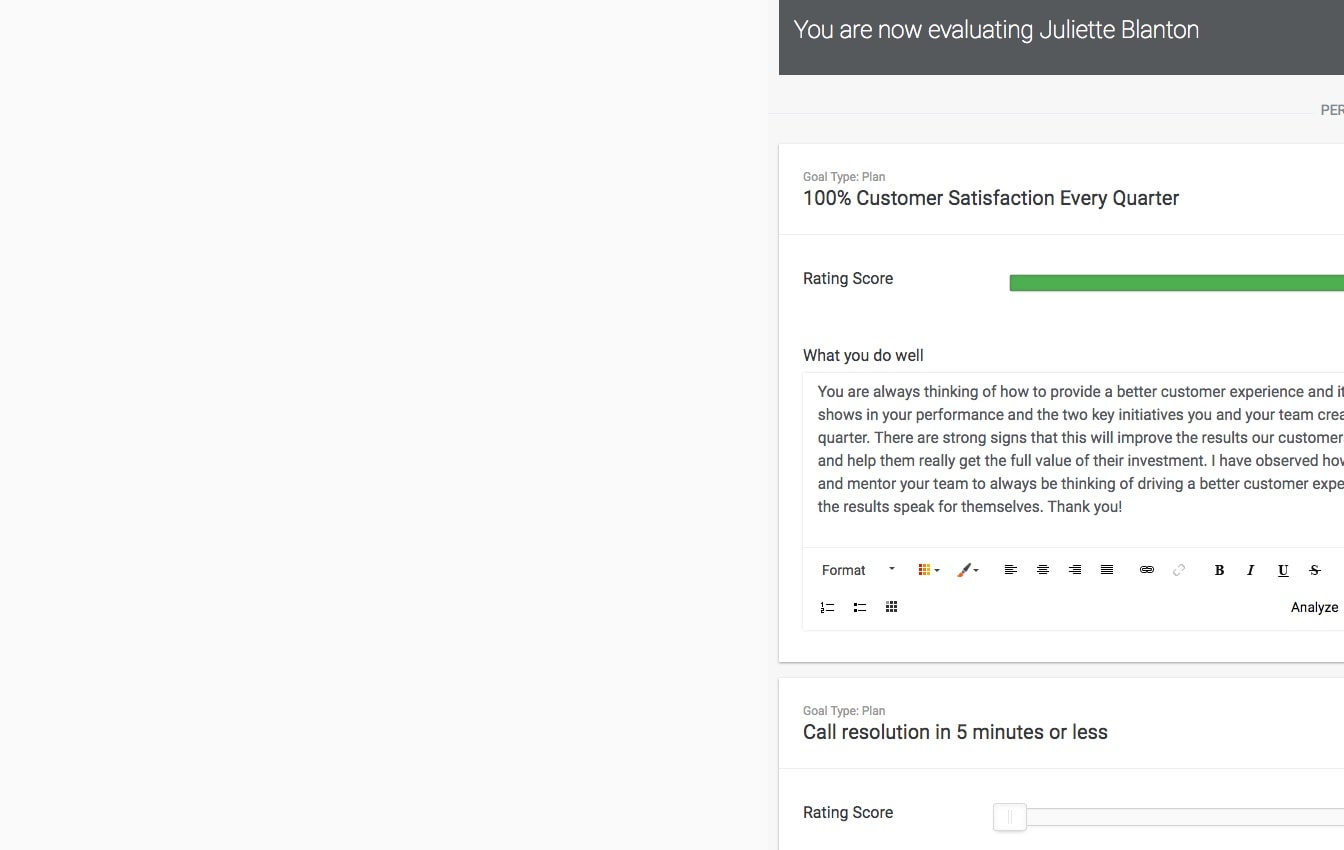 You are now evaluating Juliette Blanton
PER
Goal Type: Plan
100% Customer Satisfaction Every Quarter
Rating Score
What you do well
You are always thinking of how to provide a better customer experience and it
shows in your performance and the two key initiatives you and your team crea
quarter. There are strong signs that this will improve the results our customer
and help them really get the full value of their investment. I have observed how
and mentor your team to always be thinking of driving a better customer expe
the results speak for themselves. Thank you!
Format B I U S
Analyze
Goal Type: Plan
Call resolution in 5 minutes or less
Rating Score